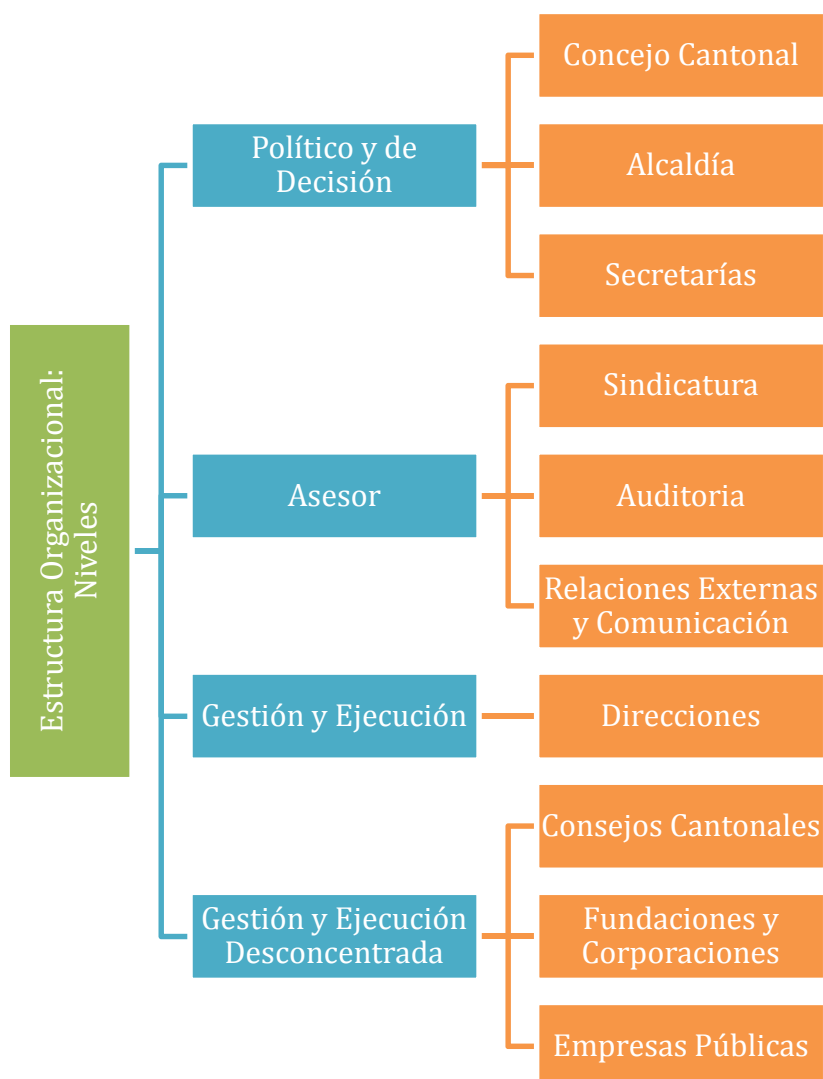 Estructura Organizacional:
Niveles
Político y de
Decisión
Concejo Cantonal
Alcaldía
Secretarías
Asesor
Sindicatura
Auditoria
Relaciones Externas
y Comunicación
Gestión y Ejecución
Direcciones
Gestión y Ejecución
Desconcentrada
Consejos Cantonales
Fundaciones y
Corporaciones
Empresas Públicas